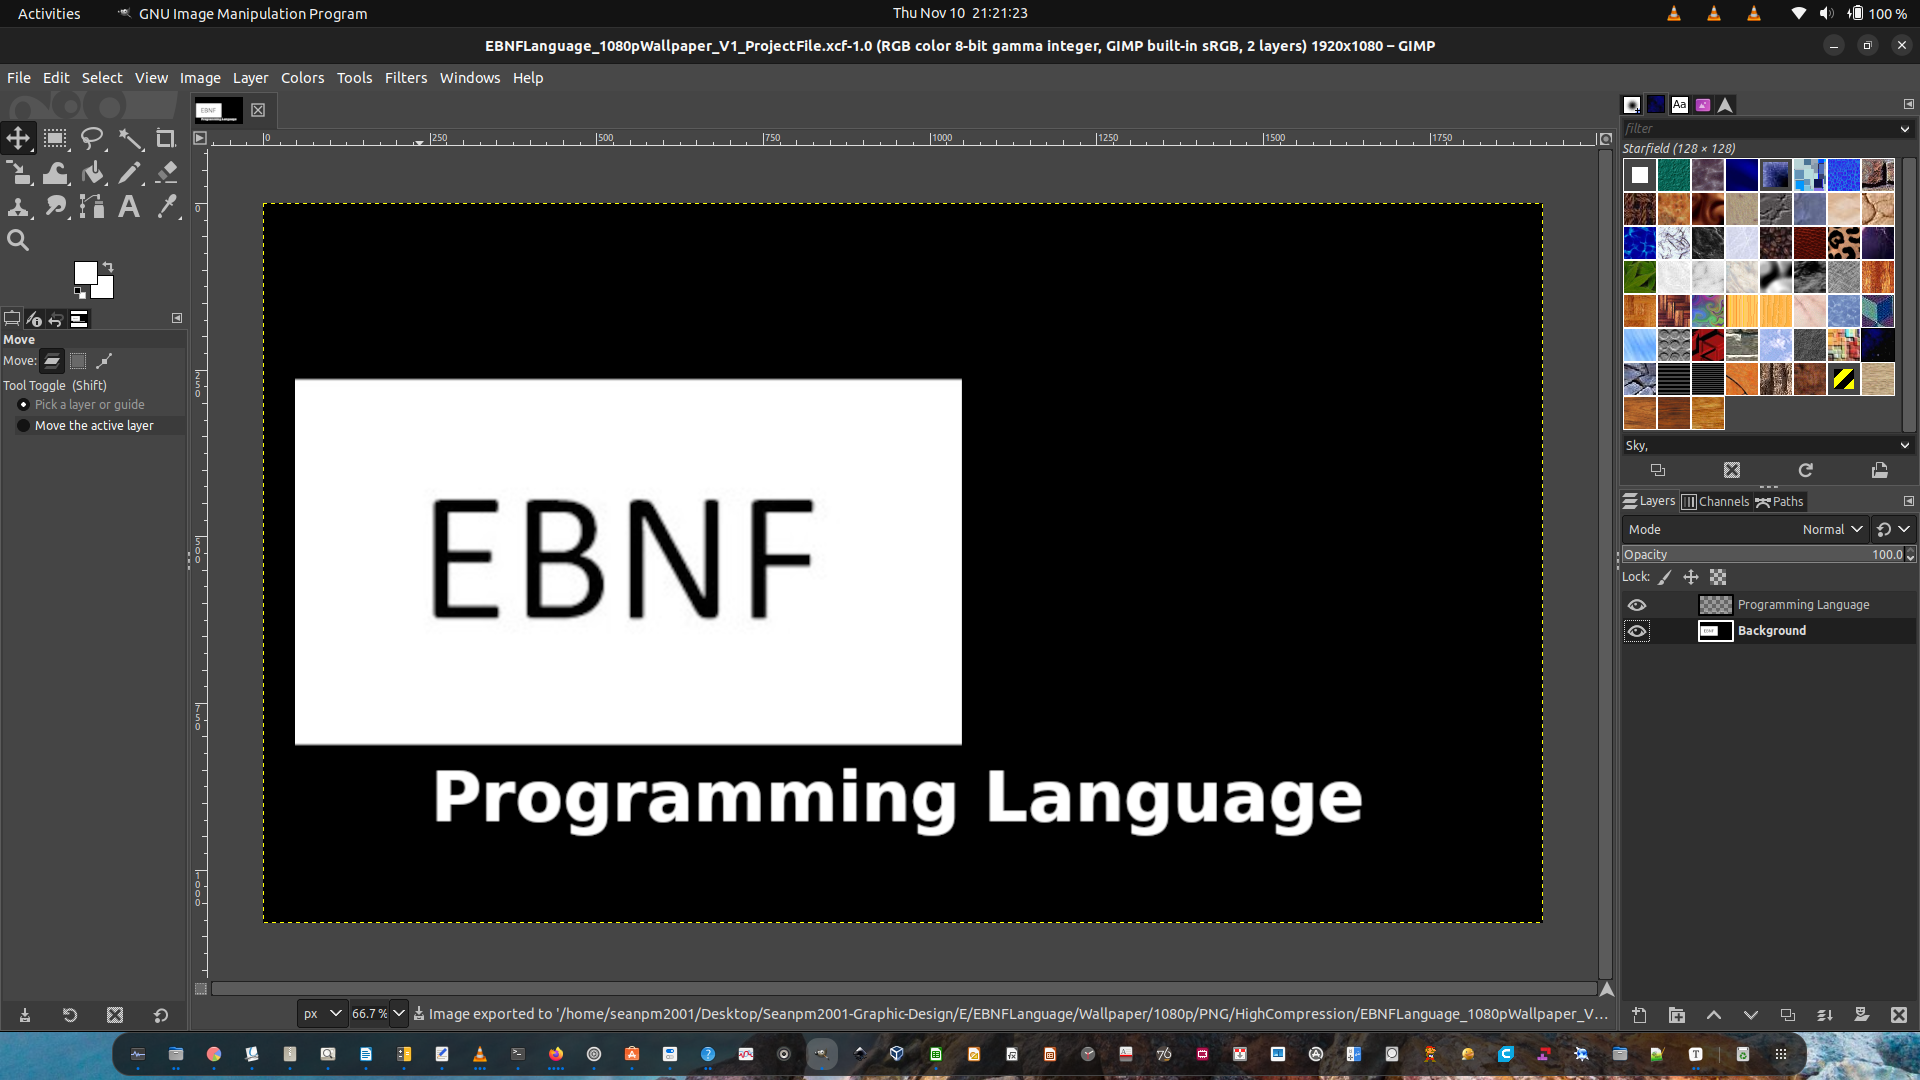 Activities GNU Image Manipulation Program Thu Nov 10 21:21:23 100 %
EBNFLanguage_1080pWallpaper_V1_ProjectFile.xcf-1.0 (RGB color 8-bit gamma integer, GIMP built-in sRGB, 2 layers) 1920x1080 – GIMP
File Edit Select View Image Layer Colors Tools Filters Windows Help
0 250 500 750 1000 1250 1500 1750
0
250
500
750
1000
Move
Move:
Tool Toggle (Shift)
Pick a layer or guide
Move the active layer
EBNF
Programming Language
filter
Starfield (128 × 128)
Sky,
Layers Channels Paths
Mode Normal
Opacity 100.0
Lock:
Programming Language
Background
px 66.7 % Image exported to '/home/seanpm2001/Desktop/Seanpm2001-Graphic-Design/E/EBNFLanguage/Wallpaper/1080p/PNG/HighCompression/EBNFLanguage_1080pWallpaper_V…